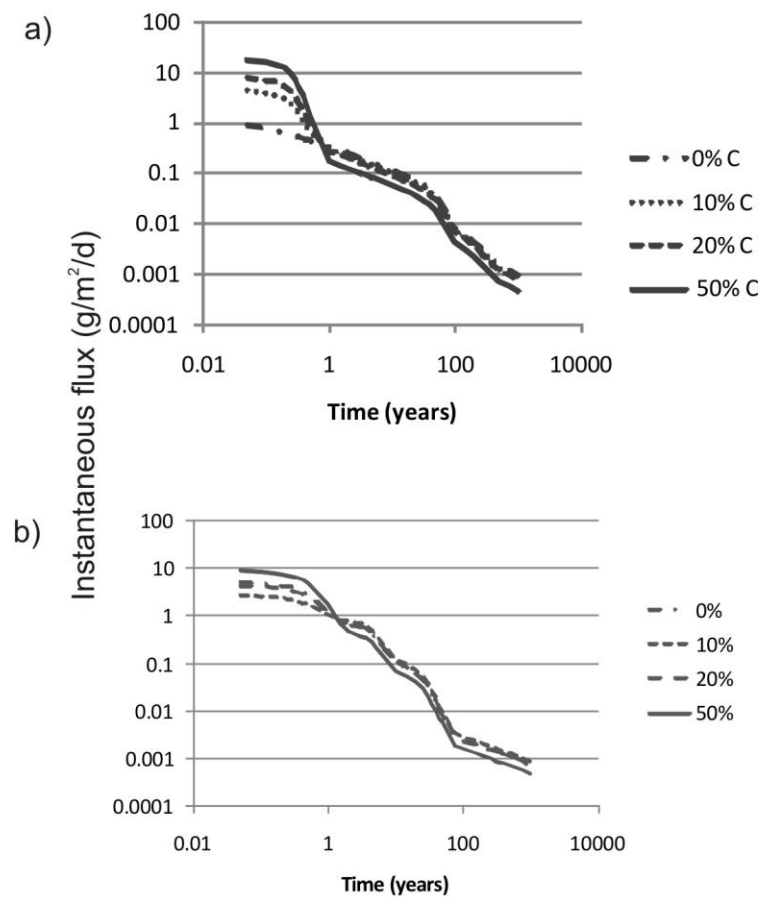 a)
Instantaneous flux (g/m²/d)
100
10
1
0.1
0.01
0.001
0.0001
0.01 1 100 10000
Time (years)
0% C
10% C
20% C
50% C
b)
100
10
1
0.1
0.01
0.001
0.0001
0.01 1 100 10000
Time (years)
0%
10%
20%
50%